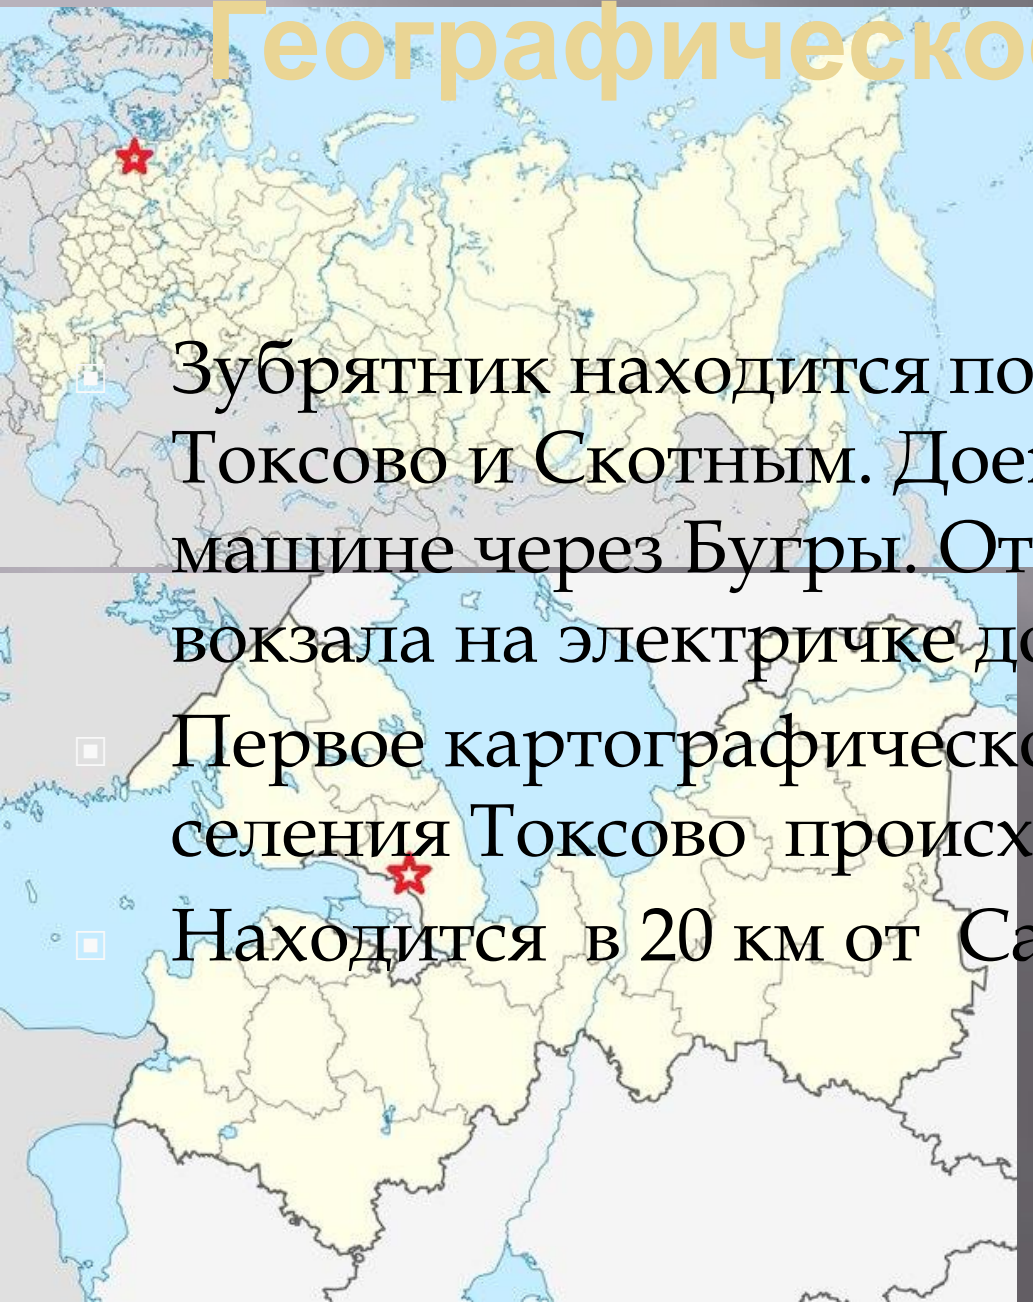 Географическо
Зубрятник находится по
Токсово и Скотным. Дое
машине через Бугры. От
вокзала на электричке до
Первое картографическо
селения Токсово происх
Находится в 20 км от Са